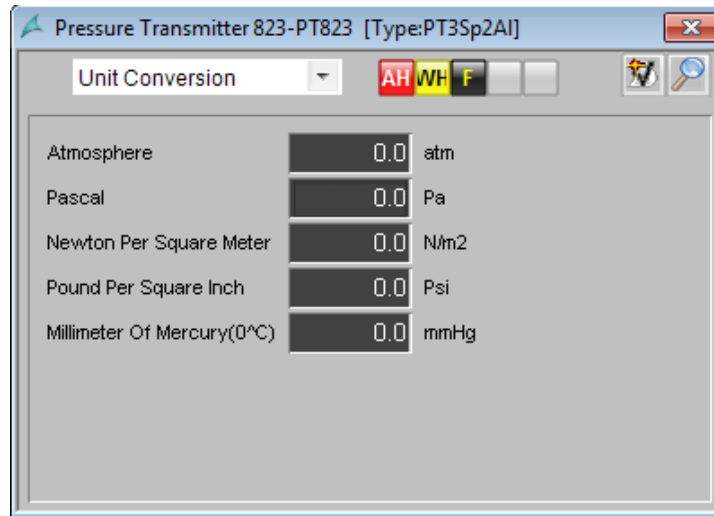 Pressure Transmitter 823-PT823 [Type:PT3Sp2AI]
Unit Conversion AH WH F
Atmosphere 0.0 atm
Pascal 0.0 Pa
Newton Per Square Meter 0.0 N/m2
Pound Per Square Inch 0.0 Psi
Millimeter Of Mercury(0^C) 0.0 mmHg